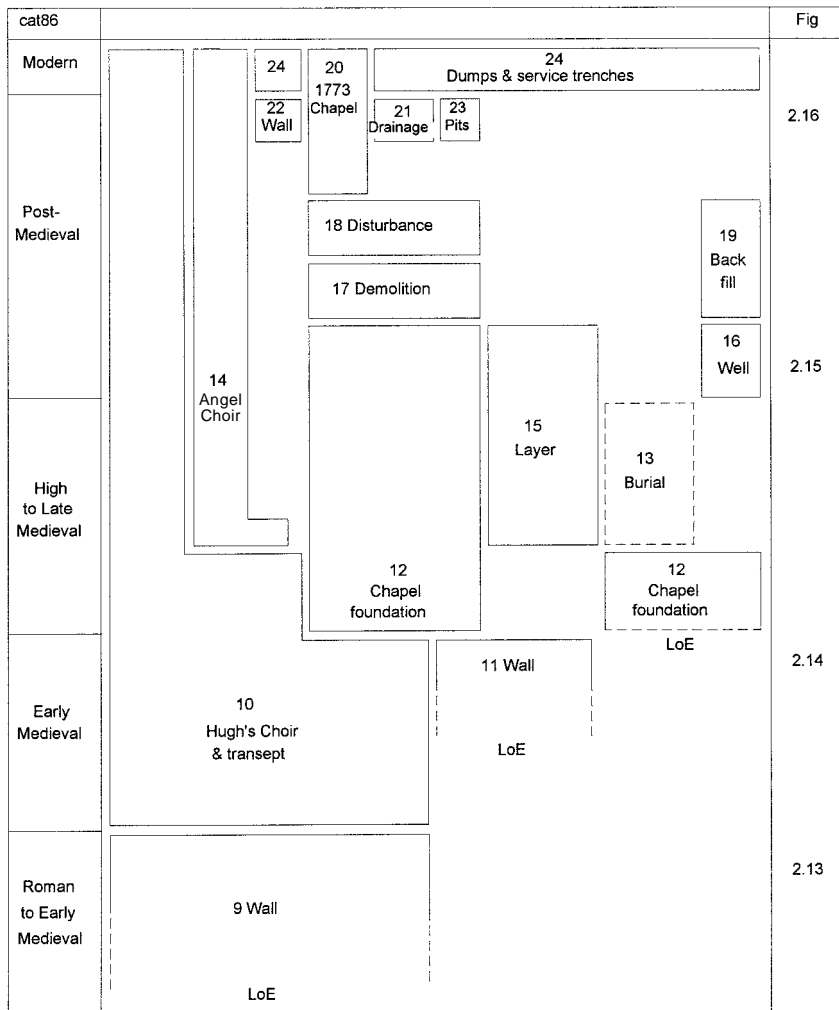 cat86
Fig
Modern
24
20
1773
Chapel
24
Dumps & service trenches
22
Wall
21
Drainage
23
Pits
2.16
Post-
Medieval
18 Disturbance
19
Back
fill
17 Demolition
16
Well
2.15
14
Angel
Choir
15
Layer
13
Burial
High
to Late
Medieval
12
Chapel
foundation
12
Chapel
foundation
LoE
2.14
11 Wall
LoE
Early
Medieval
10
Hugh's Choir
& transept
2.13
Roman
to Early
Medieval
9 Wall
LoE